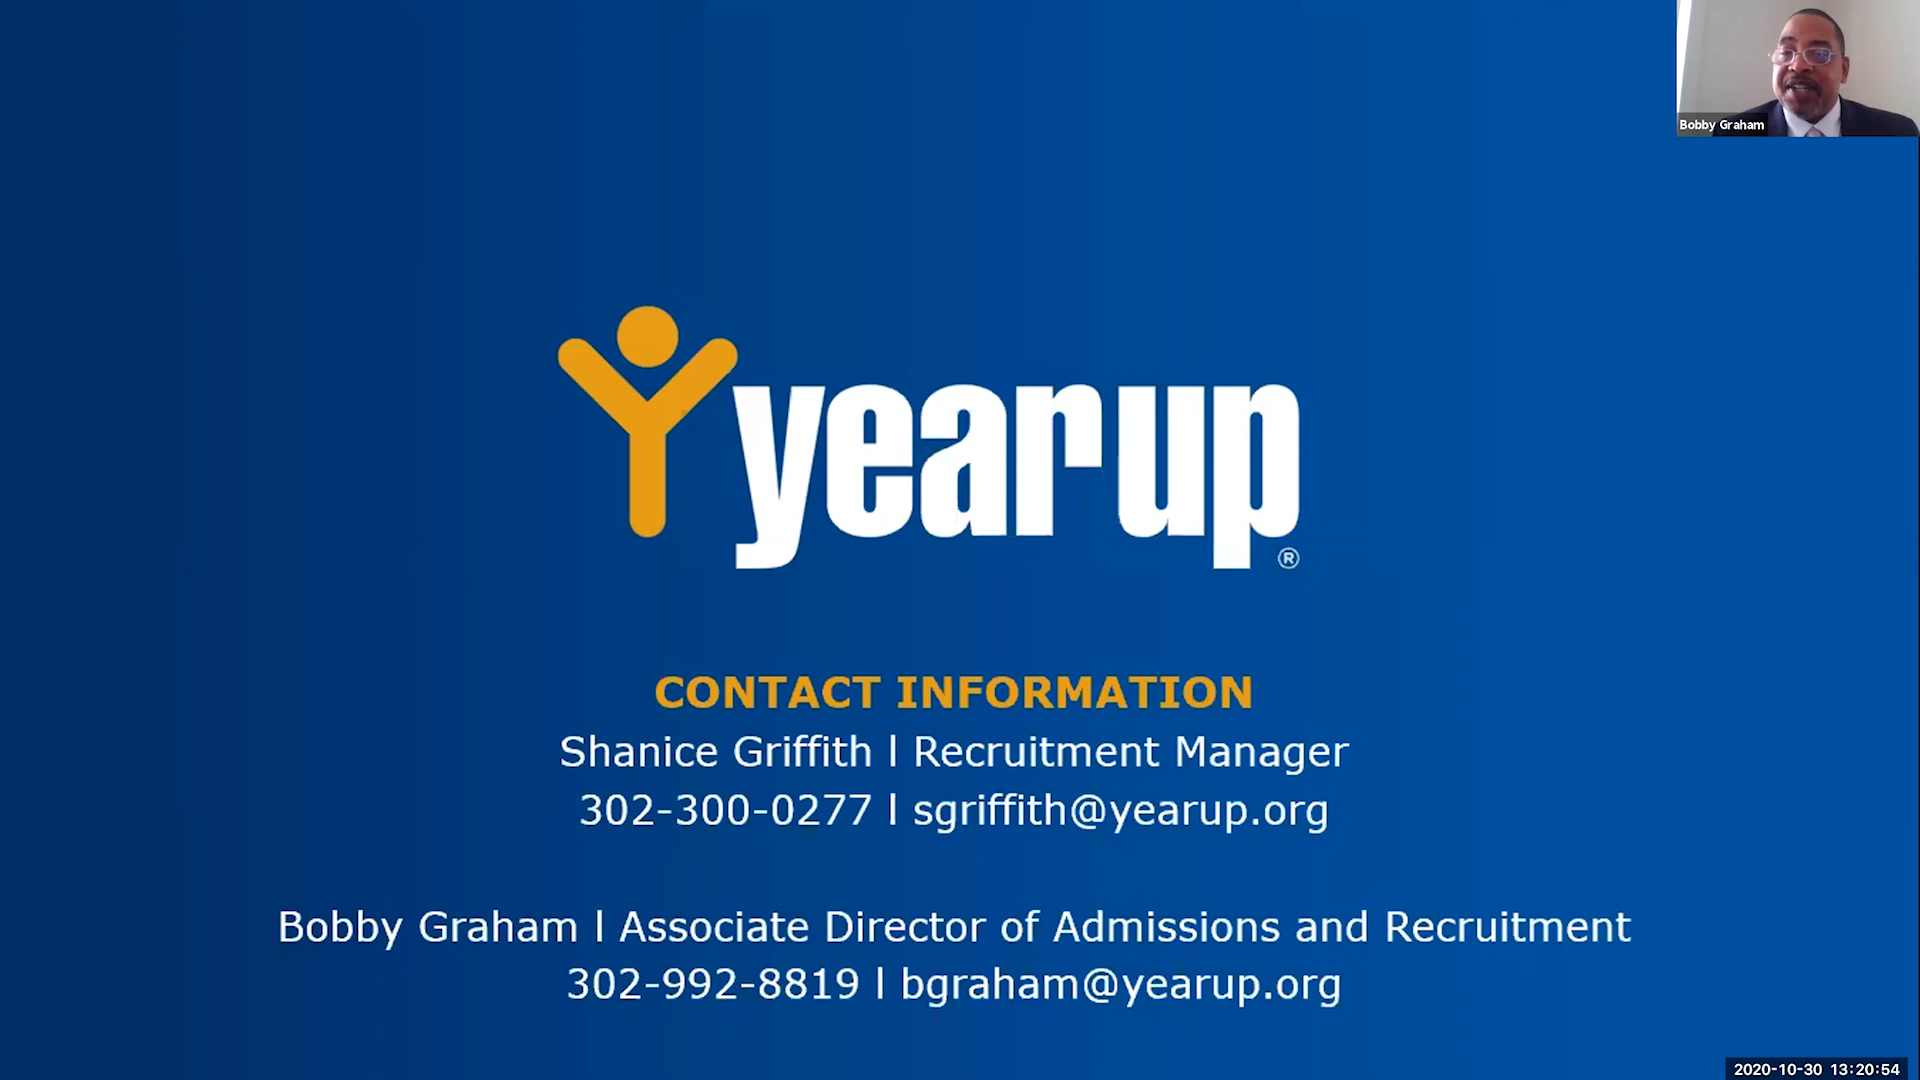 Bobby Graham
yearup
®
CONTACT INFORMATION
Shanice Griffith l Recruitment Manager
302-300-0277 l sgriffith@yearup.org
Bobby Graham l Associate Director of Admissions and Recruitment
302-992-8819 l bgraham@yearup.org
2020-10-30 13:20:54